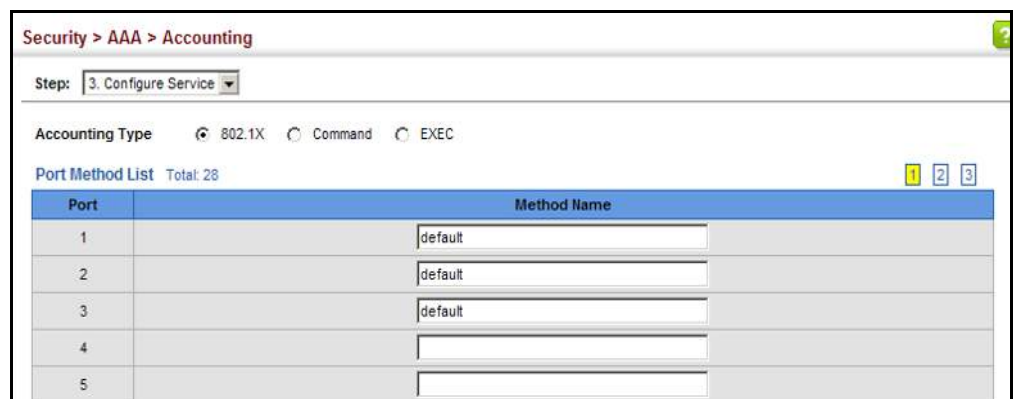 Security > AAA > Accounting
?
Step: 3. Configure Service
Accounting Type 802.1X Command EXEC
Port Method List Total: 28 1 2 3
Port Method Name
1 default
2 default
3 default
4
5